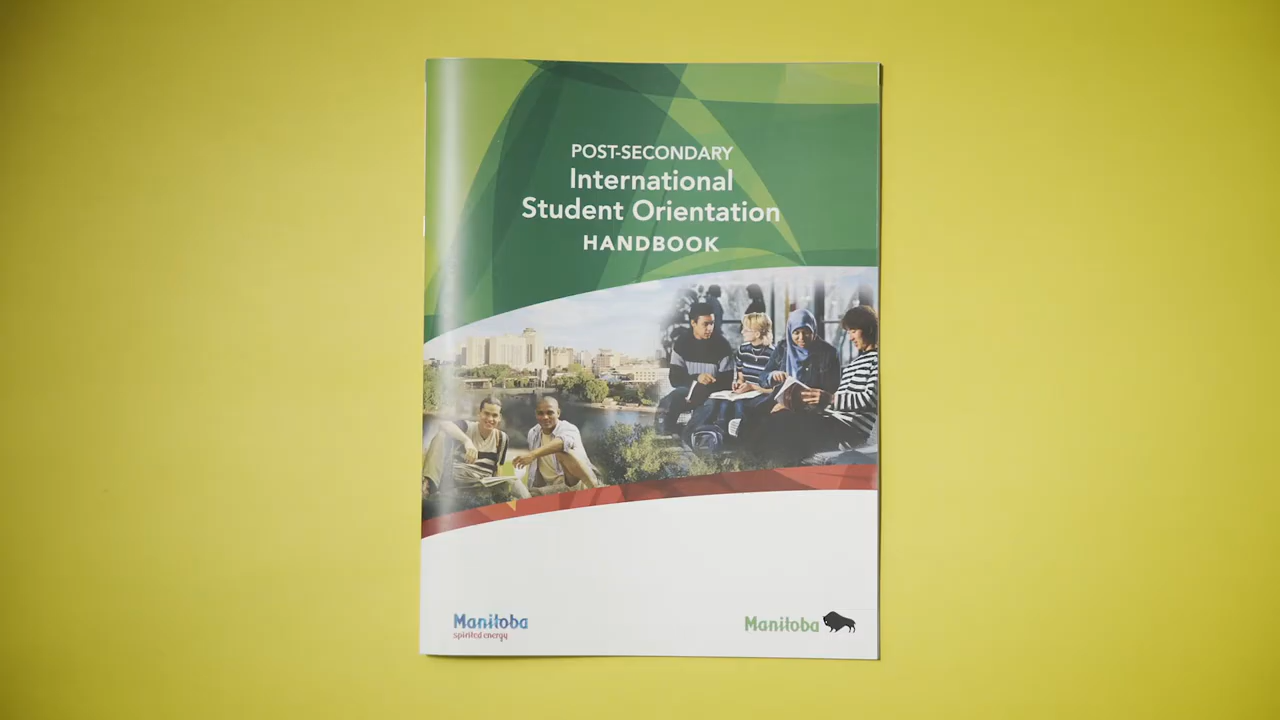 POST-SECONDARY
International
Student Orientation
HANDBOOK
Manitoba
spirited energy
Manitoba